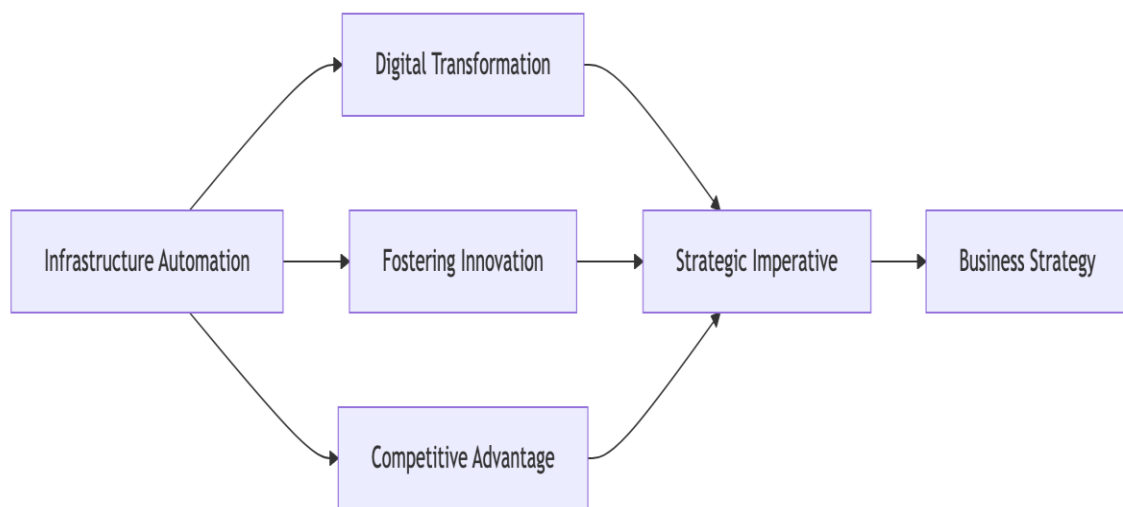 Digital Transformation
Infrastructure Automation
Fostering Innovation
Strategic Imperative
Business Strategy
Competitive Advantage